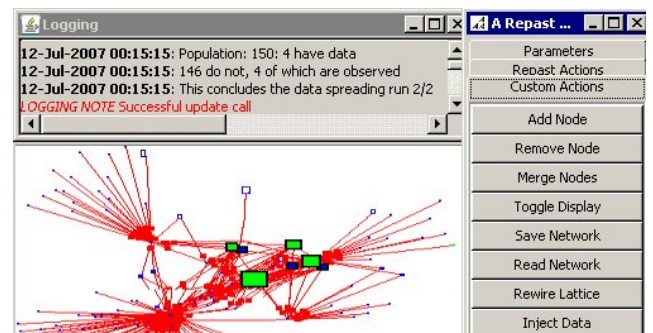 Logging
12-Jul-2007 00:15:15: Population: 150: 4 have data
12-Jul-2007 00:15:15: 146 do not, 4 of which are observed
12-Jul-2007 00:15:15: This concludes the data spreading run 2/2
LOGGING NOTE Successful update call
A Repast ...
Parameters
Repast Actions
Custom Actions
Add Node
Remove Node
Merge Nodes
Toggle Display
Save Network
Read Network
Rewire Lattice
Inject Data